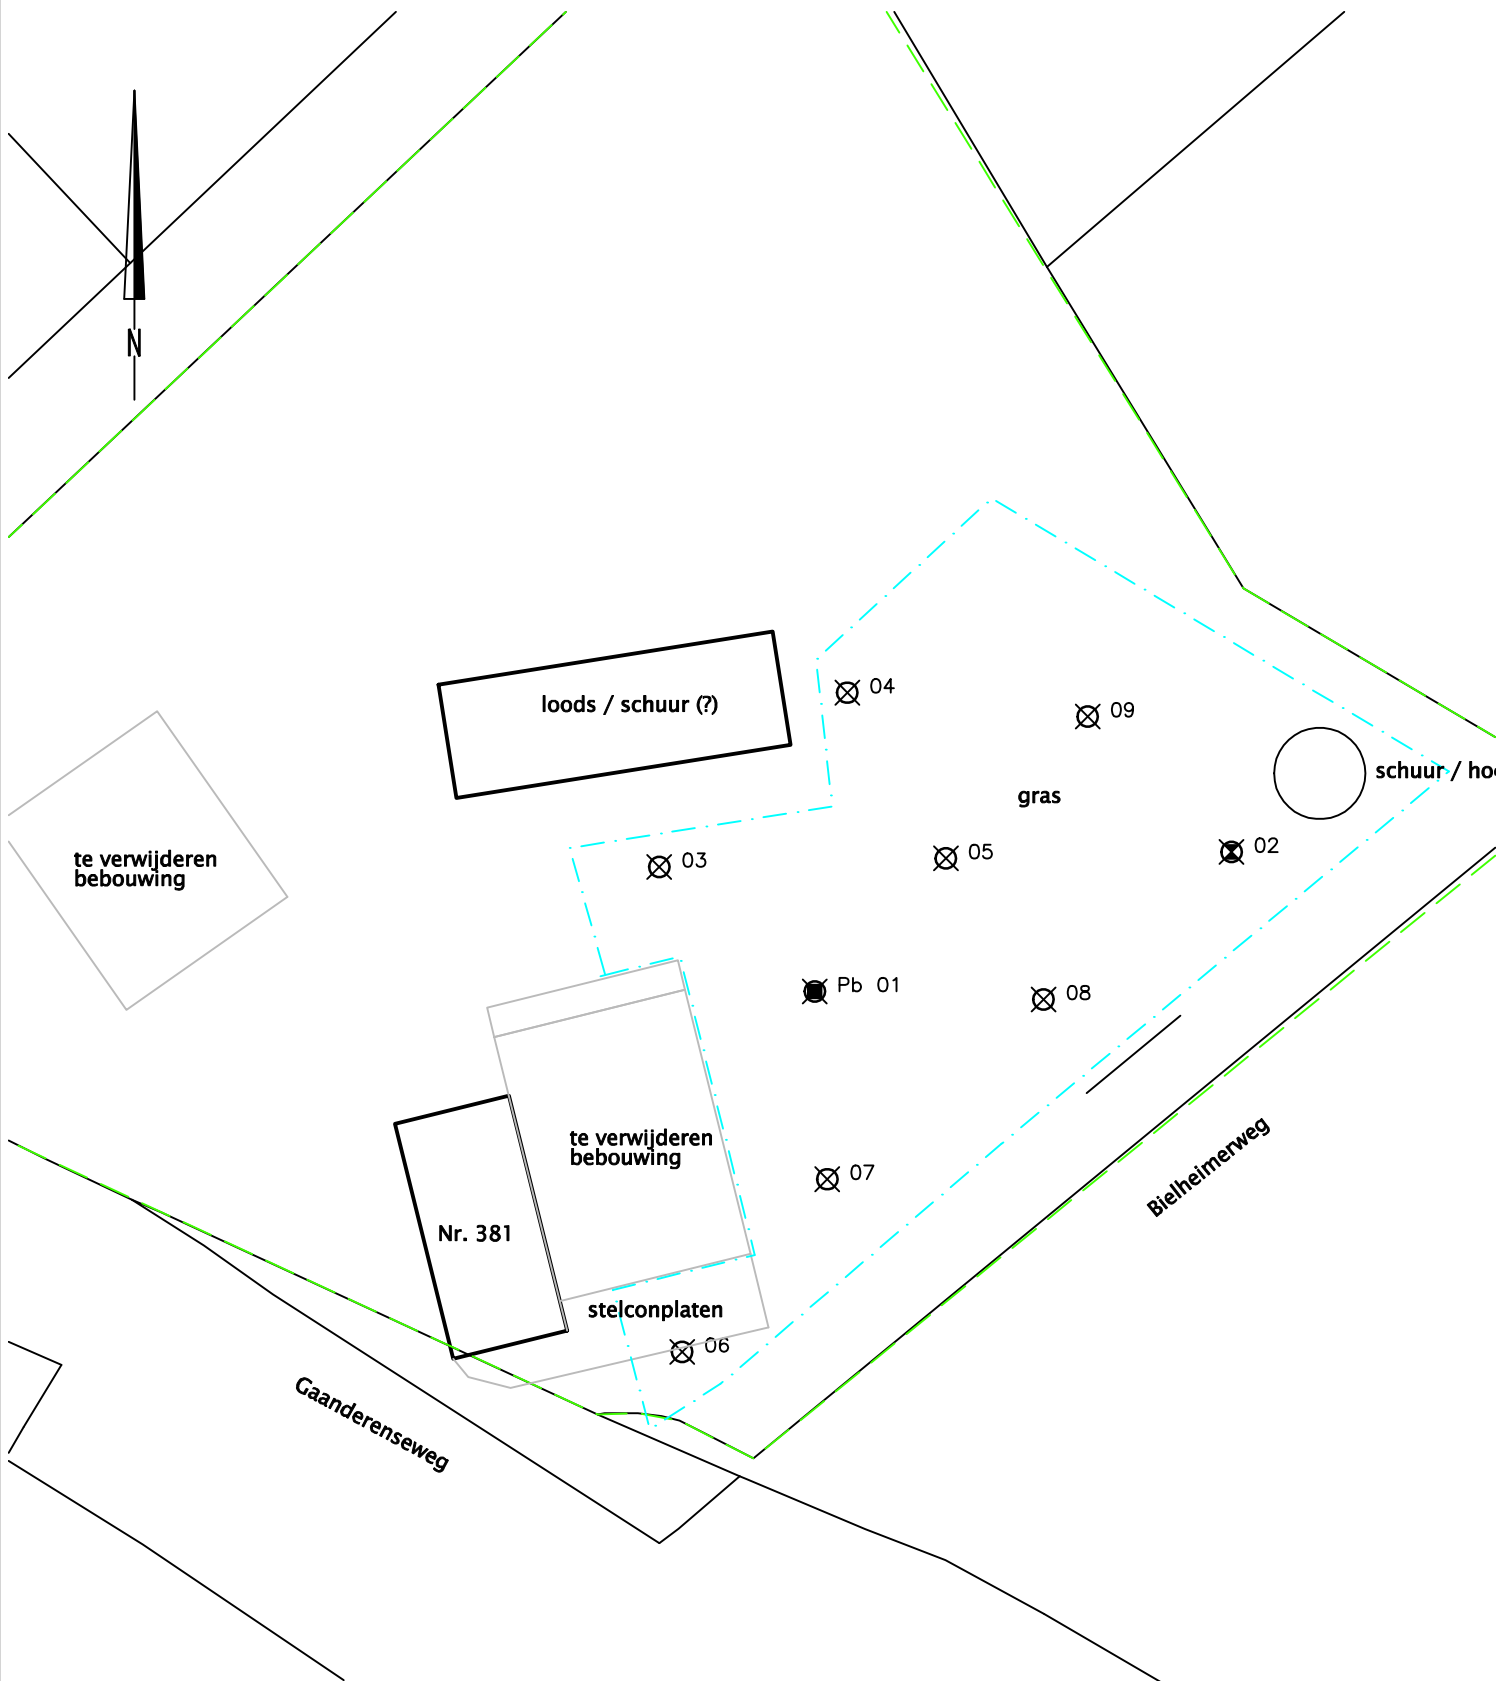 N
04
loods / schuur (?)
09
schuur /
gras
02
05
te verwijderen
bebouwing
03
Pb 01
08
te verwijderen
bebouwing
Bielheimerweg
07
Nr. 381
stelconplaten
06
Gaanderenseweg